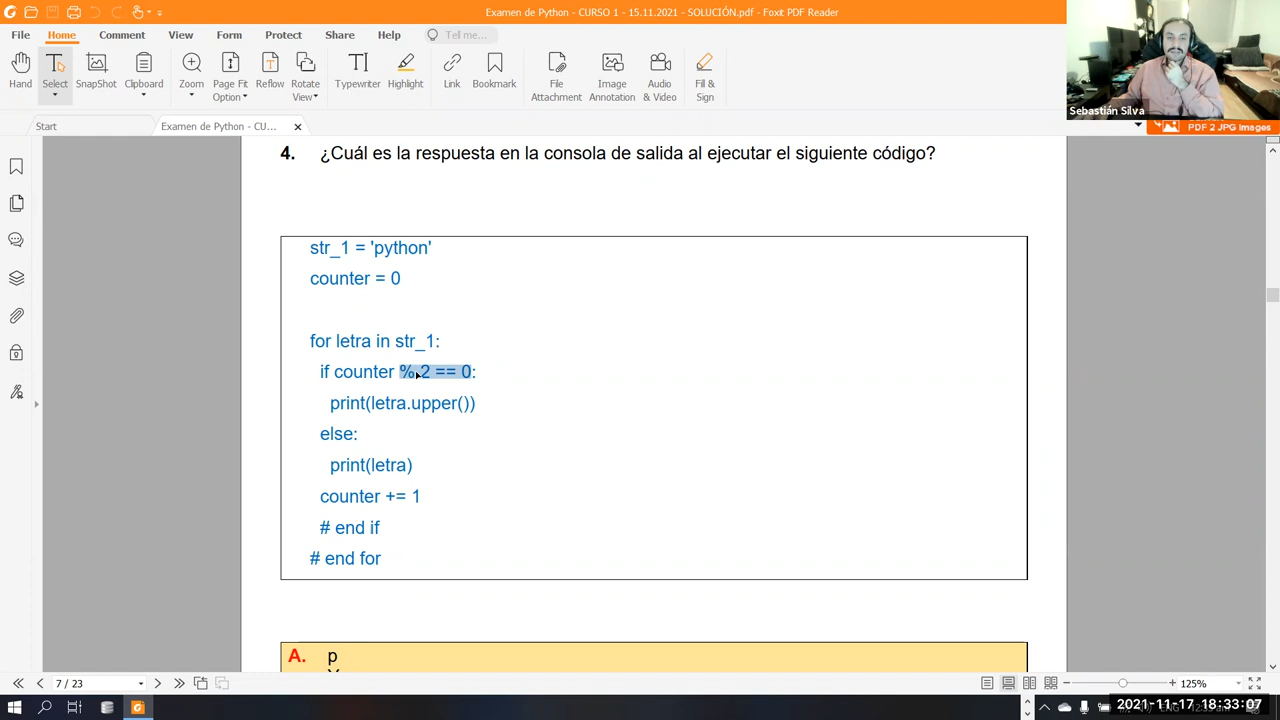 Examen de Python - CURSO 1 - 15.11.2021 - SOLUCIÓN.pdf - Foxit PDF Reader
File Home Comment View Form Protect Share Help Tell me...
Hand Select SnapShot Clipboard Zoom Page Fit Option Reflow Rotate View Typewriter Highlight Link Bookmark File Attachment Image Annotation Audio & Video Fill & Sign
Sebastián Silva
Start Examen de Python - CU...
PDF 2 JPG Images
4. ¿Cuál es la respuesta en la consola de salida al ejecutar el siguiente código?
str_1 = 'python'
counter = 0
for letra in str_1:
if counter % 2 == 0:
print(letra.upper())
else:
print(letra)
counter += 1
# end if
# end for
A. p
7 / 23
125%
2021-11-17 18:33:07